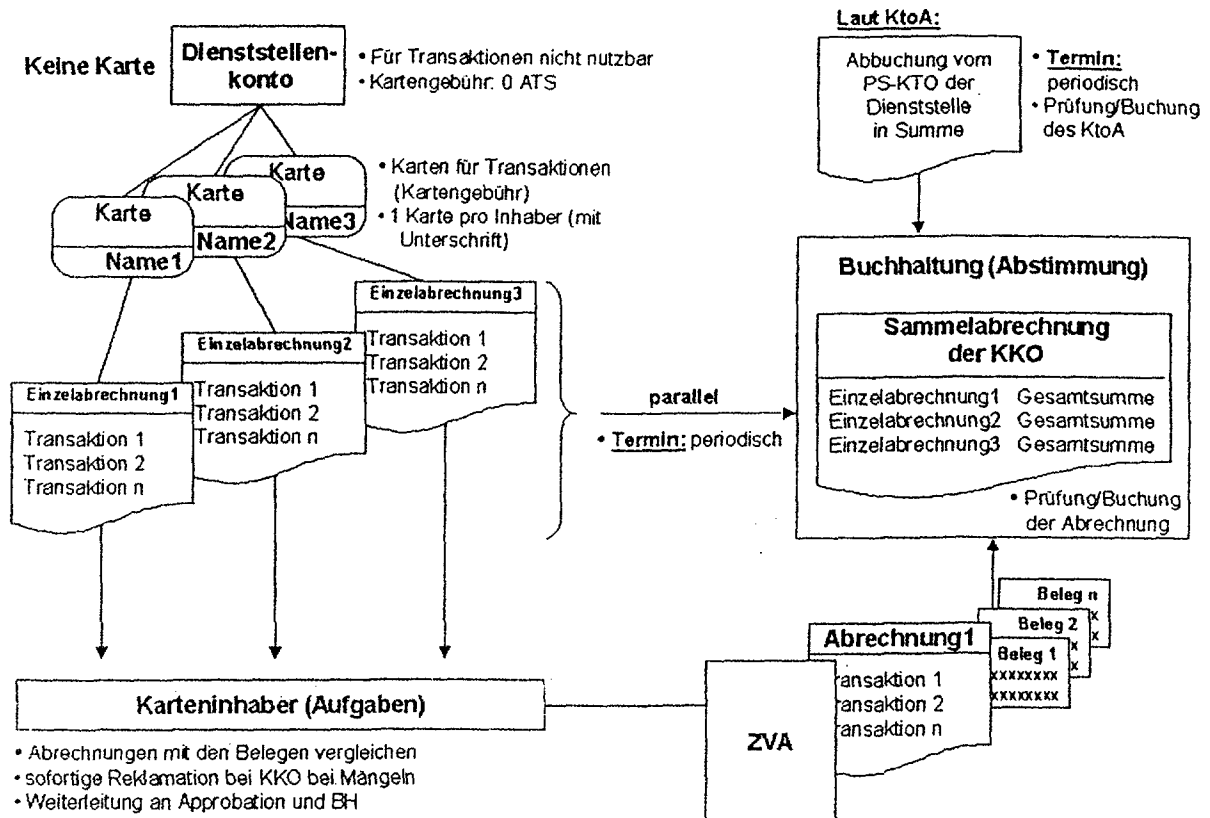 Keine Karte
Dienststellen-
konto
• Für Transaktionen nicht nutzbar
• Kartengebühr: 0 ATS
Karte
Name3
Karte
Name2
Karte
Name1
• Karten für Transaktionen
(Kartengebühr)
• 1 Karte pro Inhaber (mit
Unterschrift)
Einzelabrechnung3
Transaktion 1
Transaktion 2
Transaktion n
Einzelabrechnung2
Transaktion 1
Transaktion 2
Transaktion n
Einzelabrechnung1
Transaktion 1
Transaktion 2
Transaktion n
parallel
• Termin: periodisch
Laut KtoA:
Abbuchung vom
PS-KTO der
Dienststelle
in Summe
• Termin:
periodisch
• Prüfung/Buchung
des KtoA
Buchhaltung (Abstimmung)
Sammelabrechnung
der KKO
Einzelabrechnung1 Gesamtsumme
Einzelabrechnung2 Gesamtsumme
Einzelabrechnung3 Gesamtsumme
• Prüfung/Buchung
der Abrechnung
Beleg n
x
x
Beleg 2
x
x
Beleg 1
xxxxxxxx
xxxxxxxx
Abrechnung1
ransaktion 1
ransaktion 2
ransaktion n
ZVA
Karteninhaber (Aufgaben)
• Abrechnungen mit den Belegen vergleichen
• sofortige Reklamation bei KKO bei Mängeln
• Weiterleitung an Approbation und BH